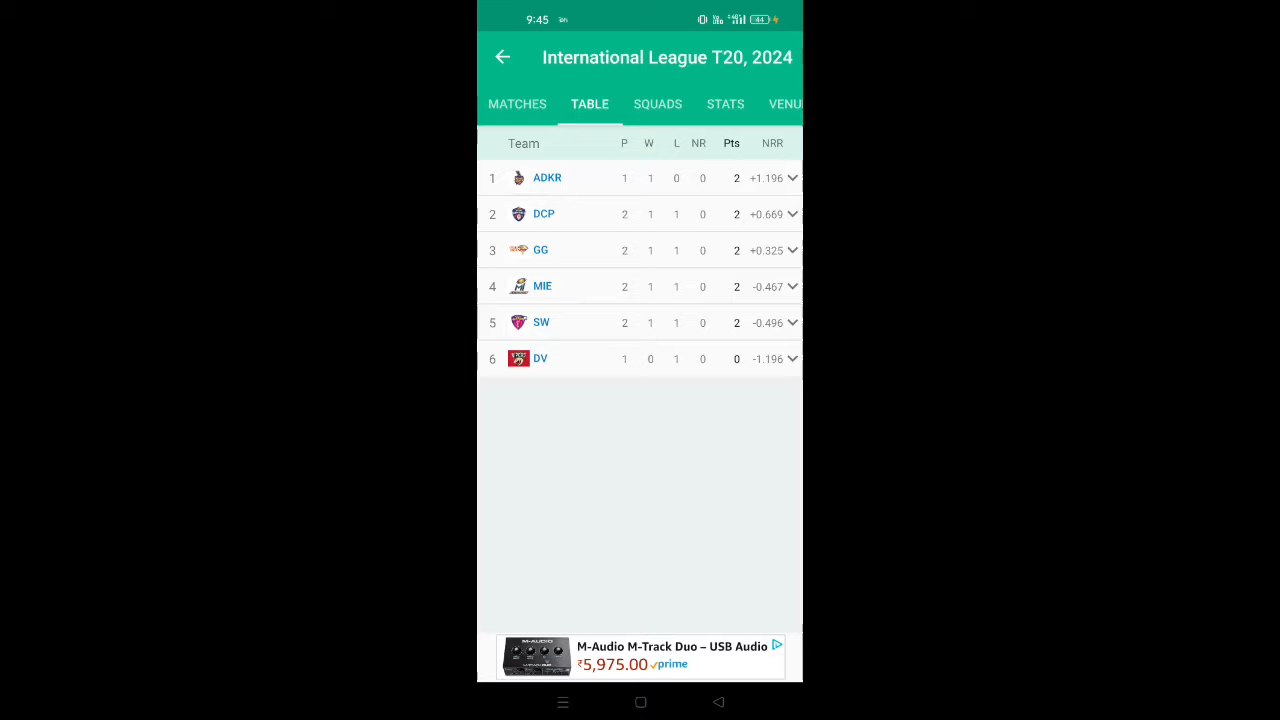 9:45
International League T20, 2024
MATCHES TABLE SQUADS STATS VENU
Team P W L NR Pts NRR
1 ADKR 1 1 0 0 2 +1.196
2 DCP 2 1 1 0 2 +0.669
3 GG 2 1 1 0 2 +0.325
4 MIE 2 1 1 0 2 -0.467
5 SW 2 1 1 0 2 -0.496
6 DV 1 0 1 0 0 -1.196
M-AUDIO
M-Audio M-Track Duo – USB Audio
₹5,975.00 prime